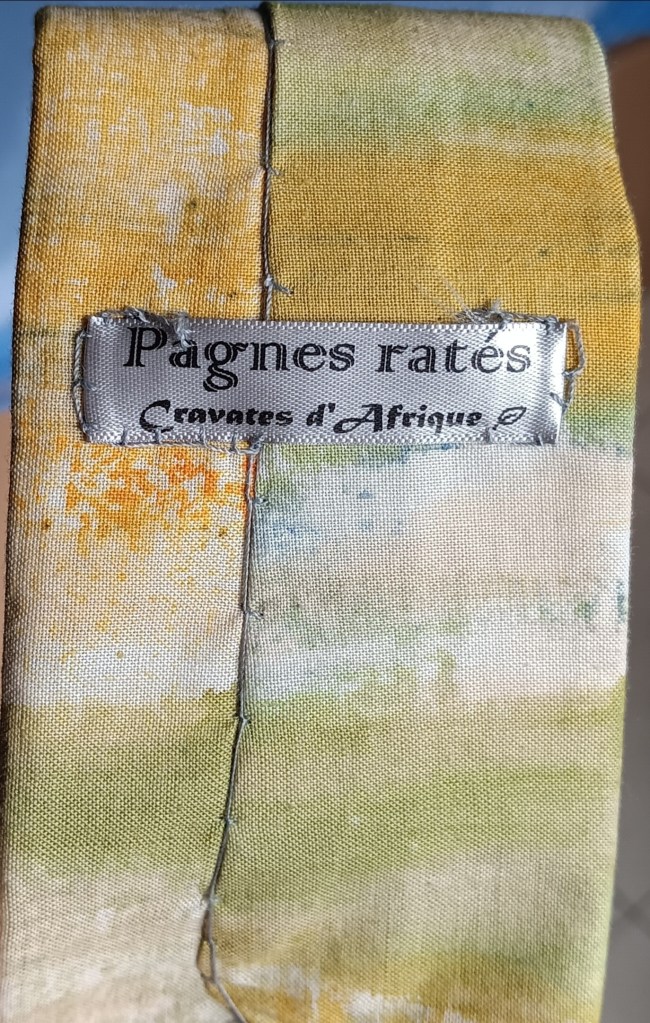 Pagnes ratés
Cravates d'Afrique